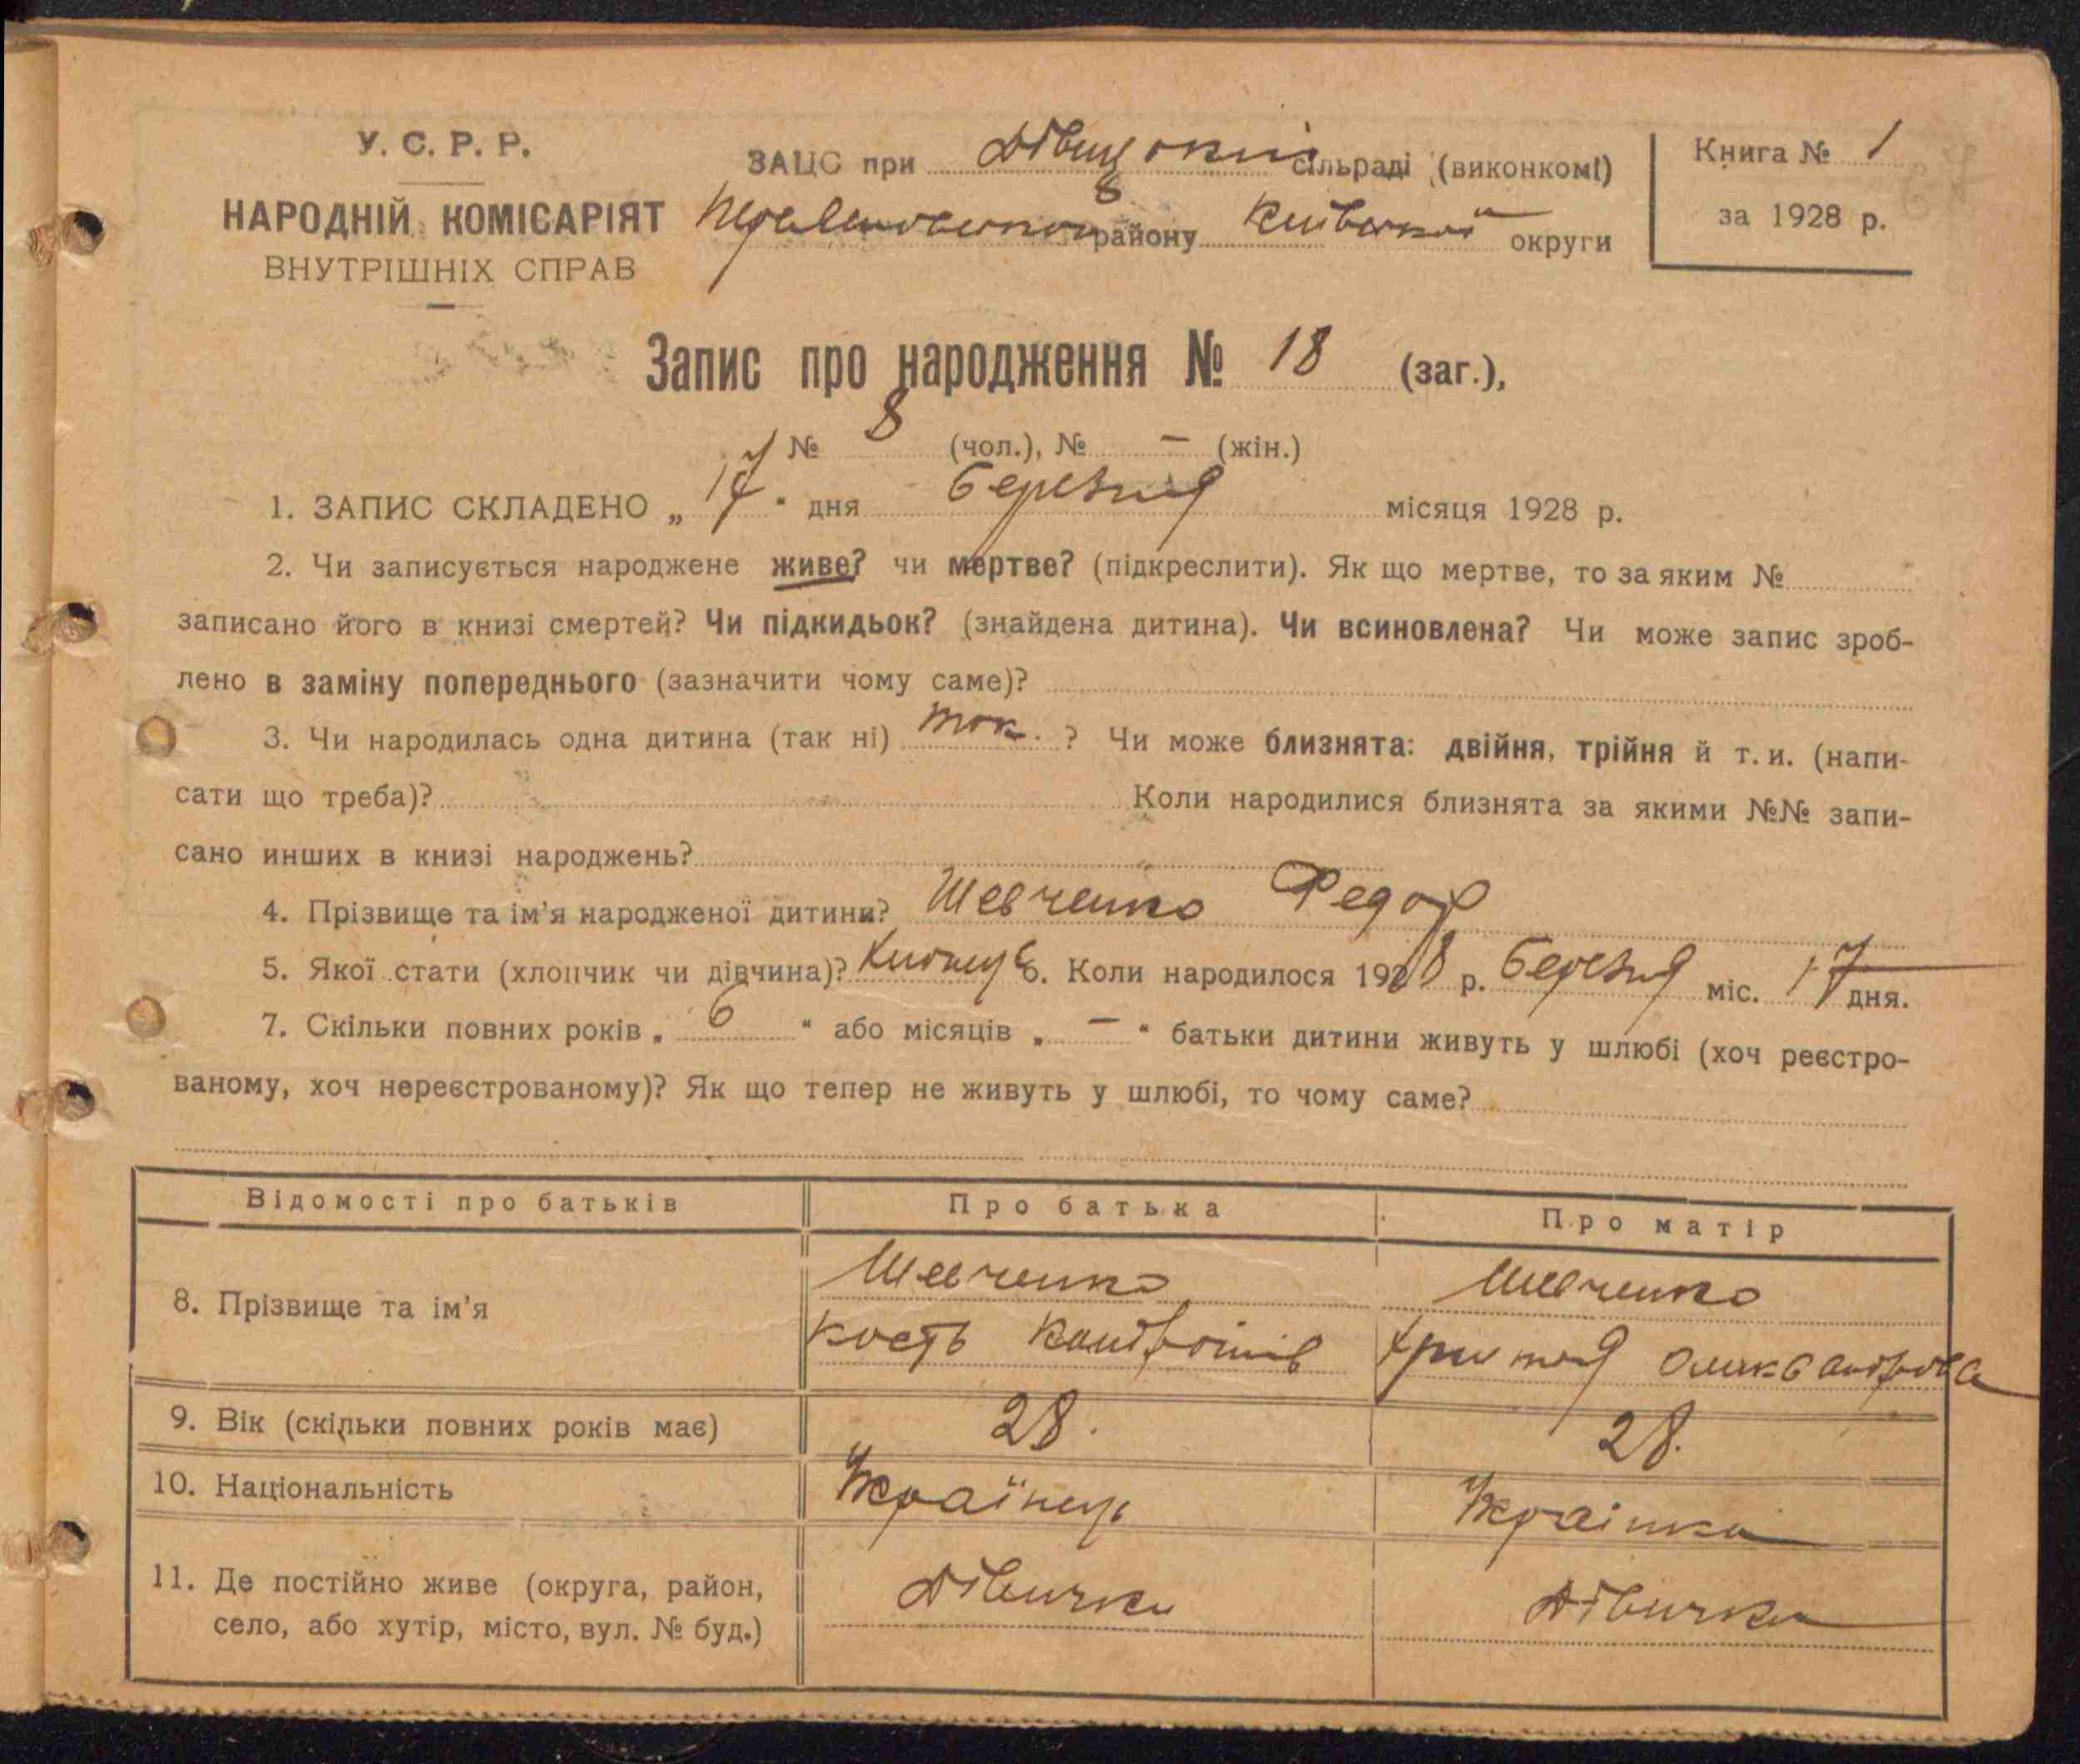 У. С. Р. Р.
НАРОДНІЙ КОМІСАРІЯТ
ВНУТРІШНІХ СПРАВ
ЗАЦС при Дівицькій сільраді (виконкомі)
району Київської округи
Книга № 1
за 1928 р.
Запис про народження № 18 (заг.),
№ 8 (чол.), № — (жін.)
1. ЗАПИС СКЛАДЕНО „ 17 “ дня березня місяця 1928 р.
2. Чи записується народжене живе? чи мертве? (підкреслити). Як що мертве, то за яким №
записано його в книзі смертей? Чи підкидьок? (знайдена дитина). Чи всиновлена? Чи може запис зроб-
лено в заміну попереднього (зазначити чому саме)?
3. Чи народилась одна дитина (так ні) так. ? Чи може близнята: двійня, трійня й т. и. (напи-
сати що треба)? Коли народилися близнята за якими №№ запи-
сано инших в книзі народжень?
4. Прізвище та ім’я народженої дитини? Шевченко Федор
5. Якої стати (хлопчик чи дівчина)? 6. Коли народилося 1928 р. березня міс. 17 дня.
7. Скільки повних років „ 6 “ або місяців „ — “ батьки дитини живуть у шлюбі (хоч реєстро-
ваному, хоч нереєстрованому)? Як що тепер не живуть у шлюбі, то чому саме?
Відомості про батьків Про батька Про матір
8. Прізвище та ім’я Шевченко Шевченко
Кость Христя Олександрова
9. Вік (скільки повних років має) 28. 28.
10. Національність Українець Украінка
11. Де постійно живе (округа, район,
село, або хутір, місто, вул. № буд.) Дівички Дівички